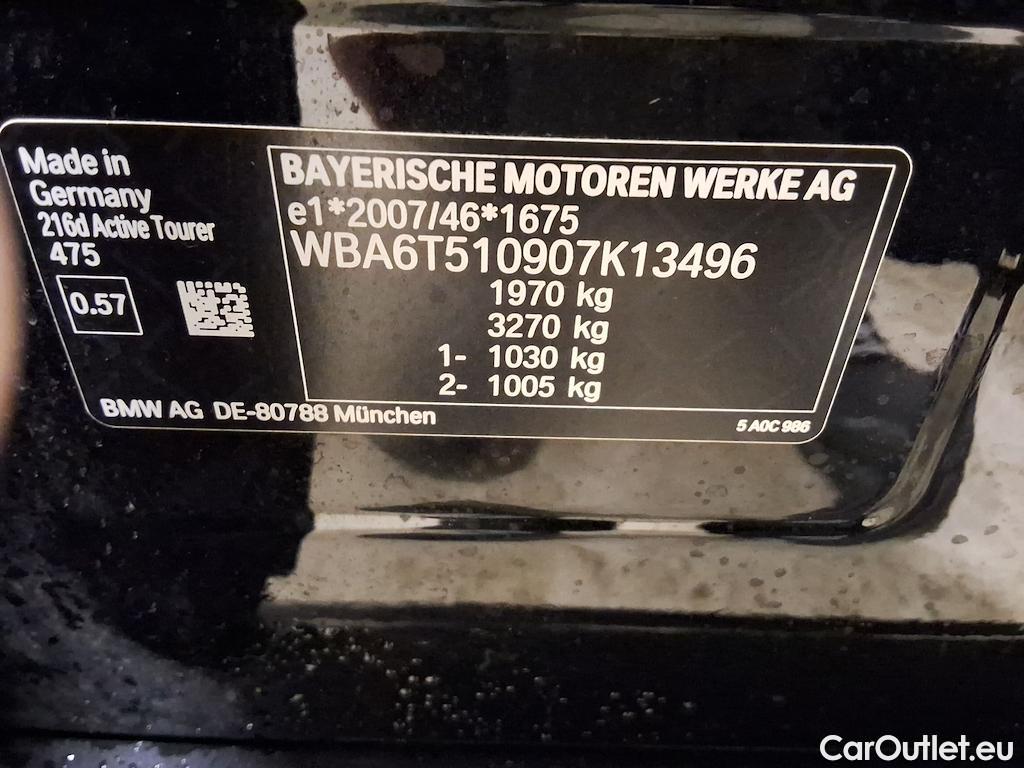 Made in
Germany
216d Active Tourer
475
0.57
BAYERISCHE MOTOREN WERKE AG
e1*2007/46*1675
WBA6T510907K13496
1970 kg
3270 kg
1- 1030 kg
2- 1005 kg
BMW AG DE-80788 München
5 A0C 986
CarOutlet.eu